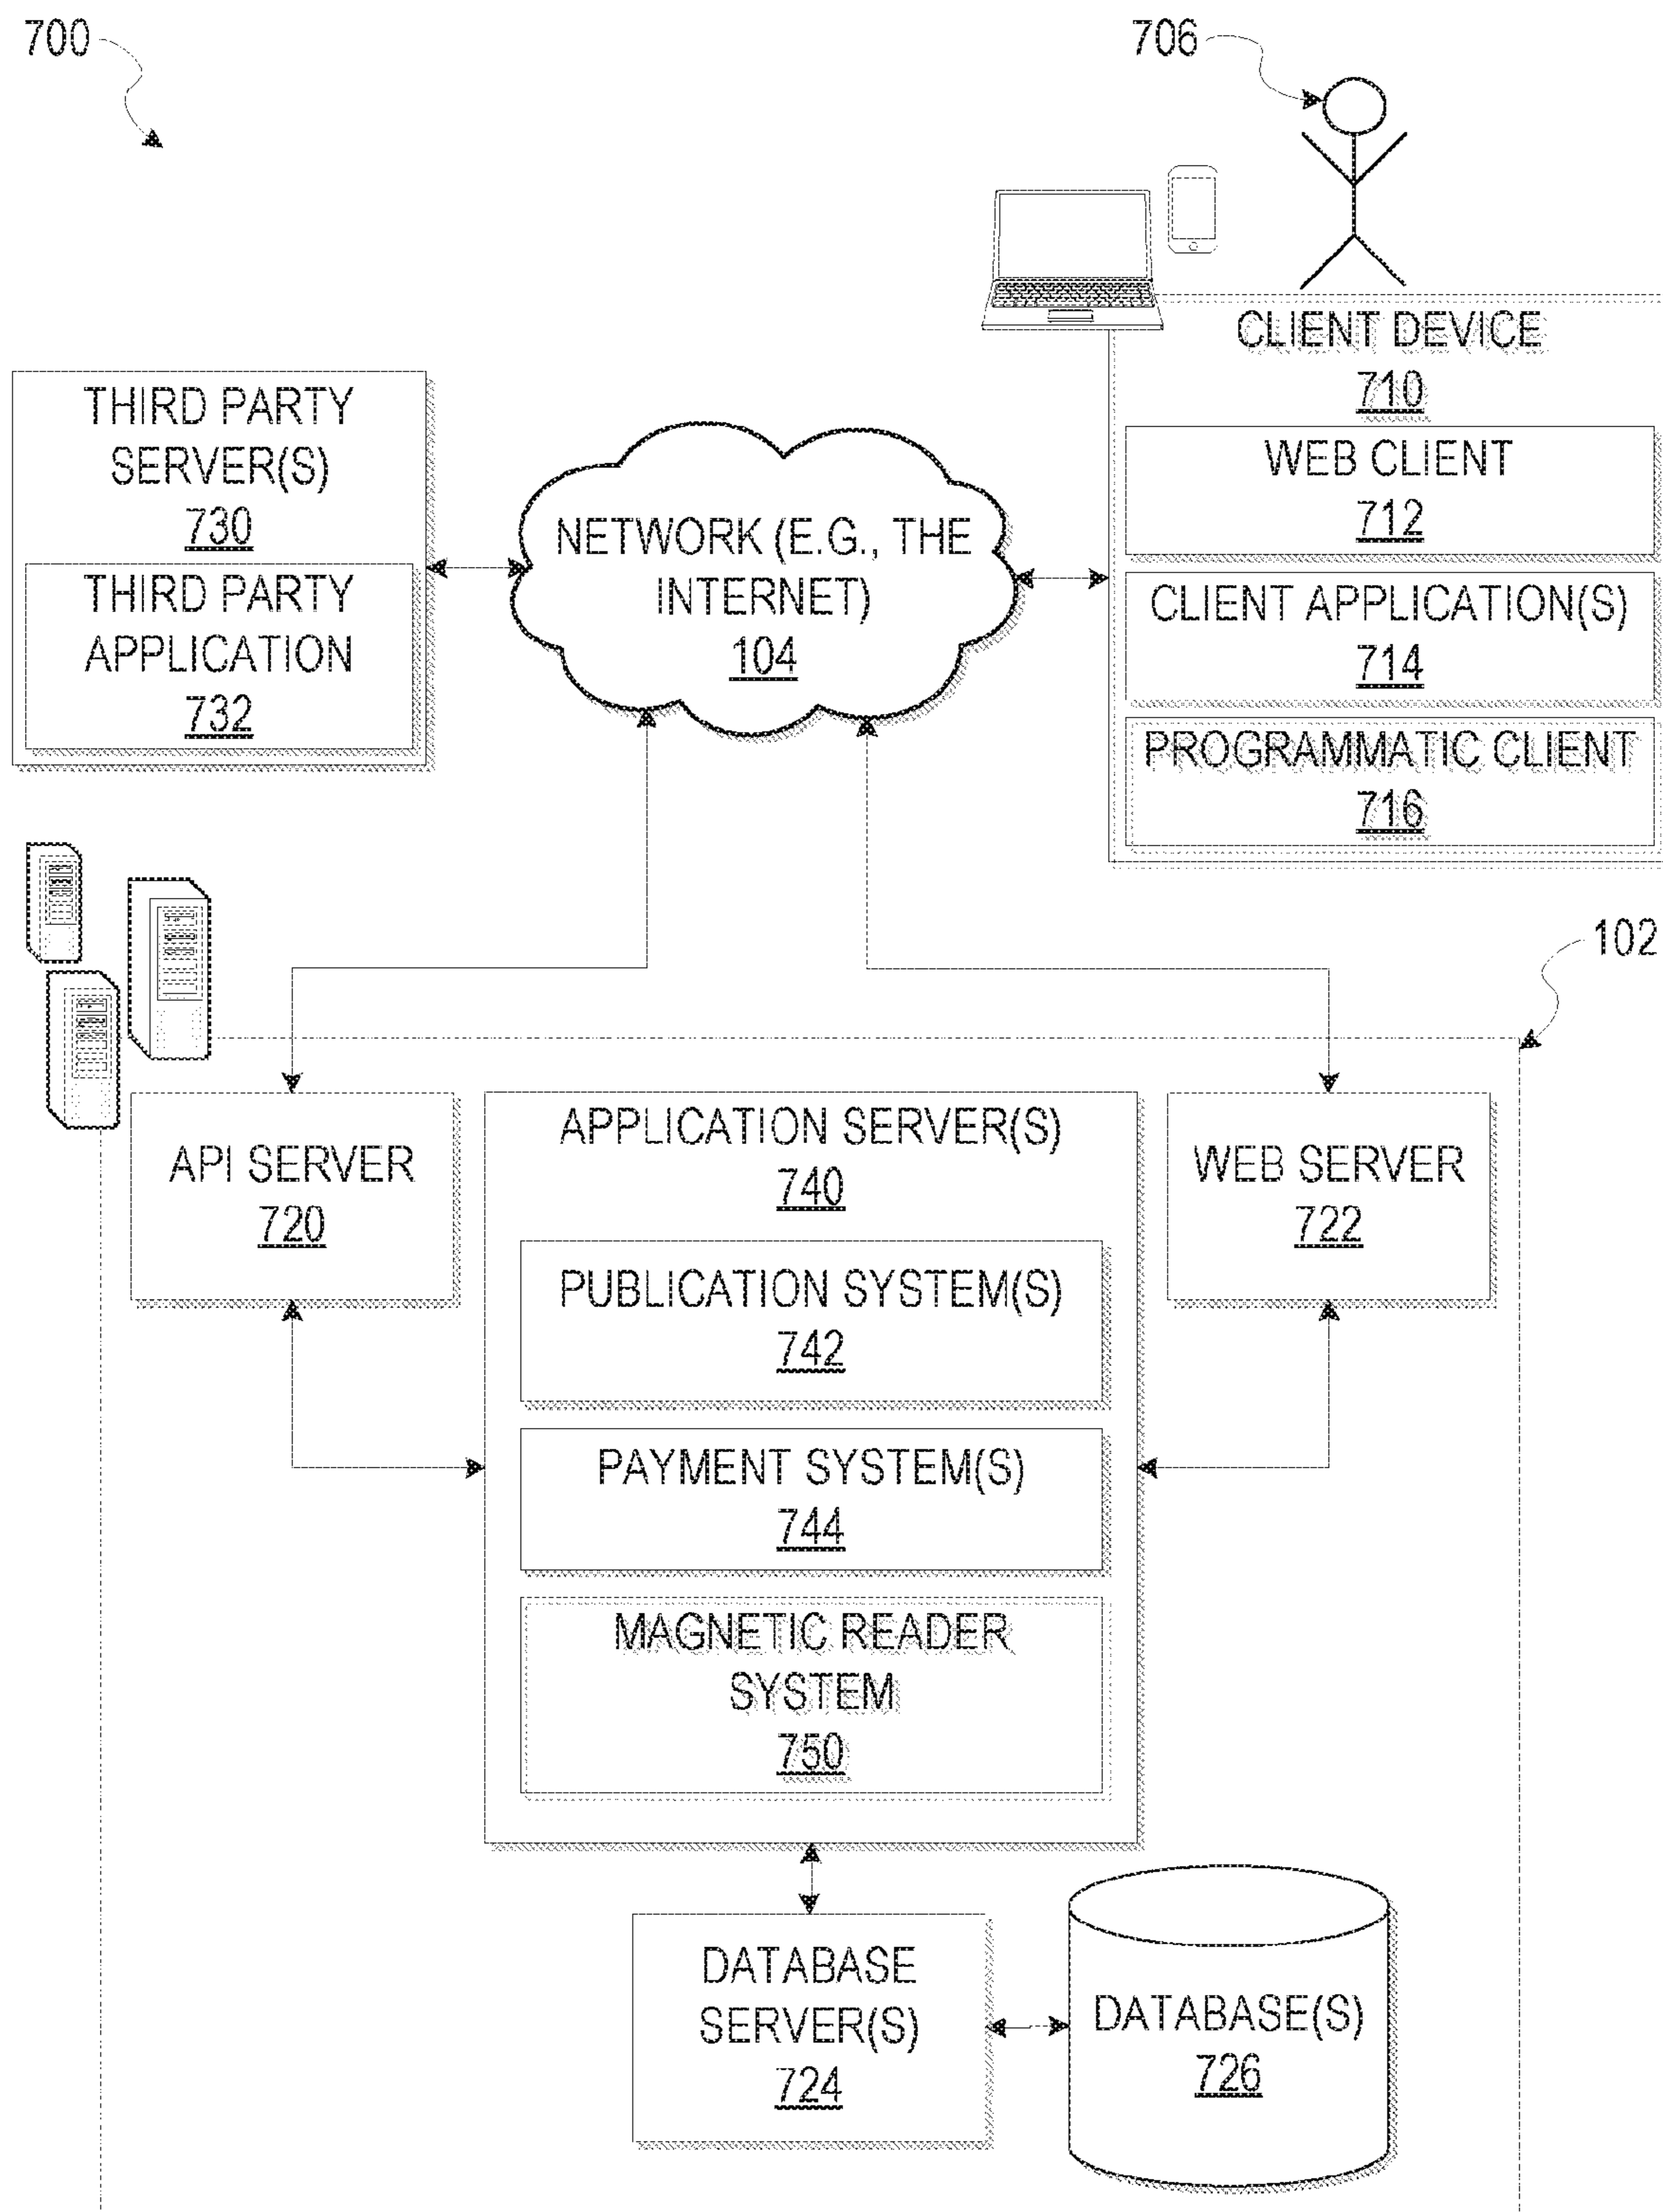 700
706
CLIENT DEVICE
710
WEB CLIENT
712
CLIENT APPLICATION(S)
714
PROGRAMMATIC CLIENT
716
THIRD PARTY
SERVER(S)
730
THIRD PARTY
APPLICATION
732
NETWORK (E.G., THE
INTERNET)
104
102
API SERVER
720
APPLICATION SERVER(S)
740
PUBLICATION SYSTEM(S)
742
PAYMENT SYSTEM(S)
744
MAGNETIC READER
SYSTEM
750
WEB SERVER
722
DATABASE
SERVER(S)
724
DATABASE(S)
726